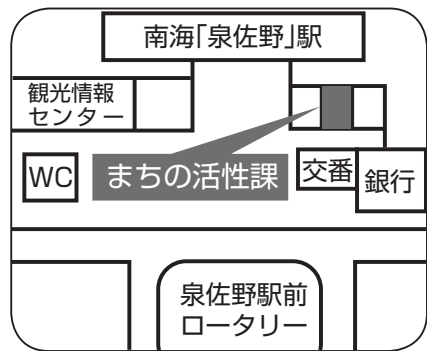 南海「泉佐野」駅
観光情報
センター
WC
まちの活性課
交番
銀行
泉佐野駅前
ロータリー